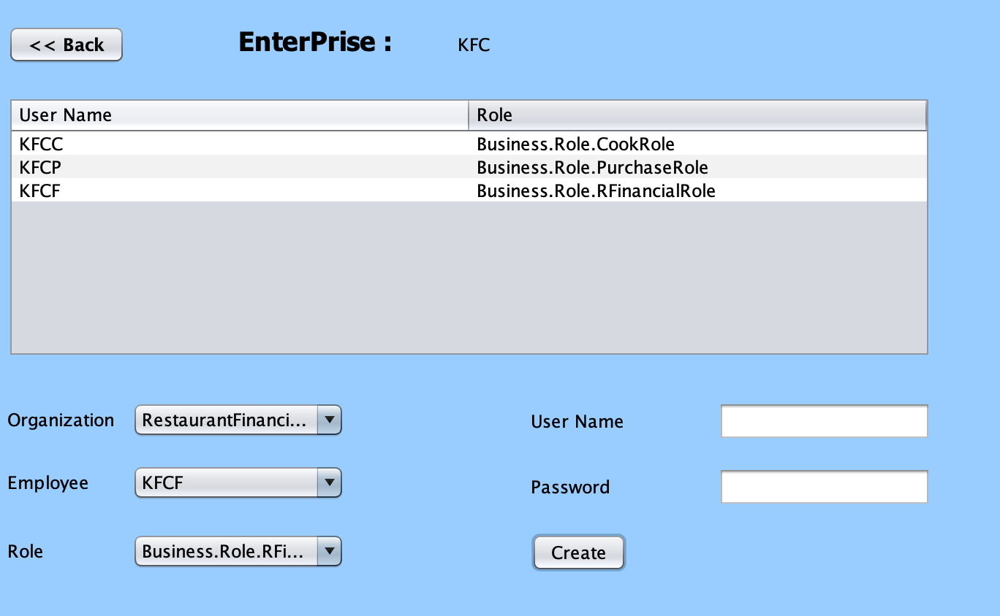 << Back
EnterPrise :
KFC
User Name Role
KFCC Business.Role.CookRole
KFCP Business.Role.PurchaseRole
KFCF Business.Role.RFinancialRole
Organization RestaurantFinanci...
User Name
Employee KFCF
Password
Role Business.Role.RFi...
Create